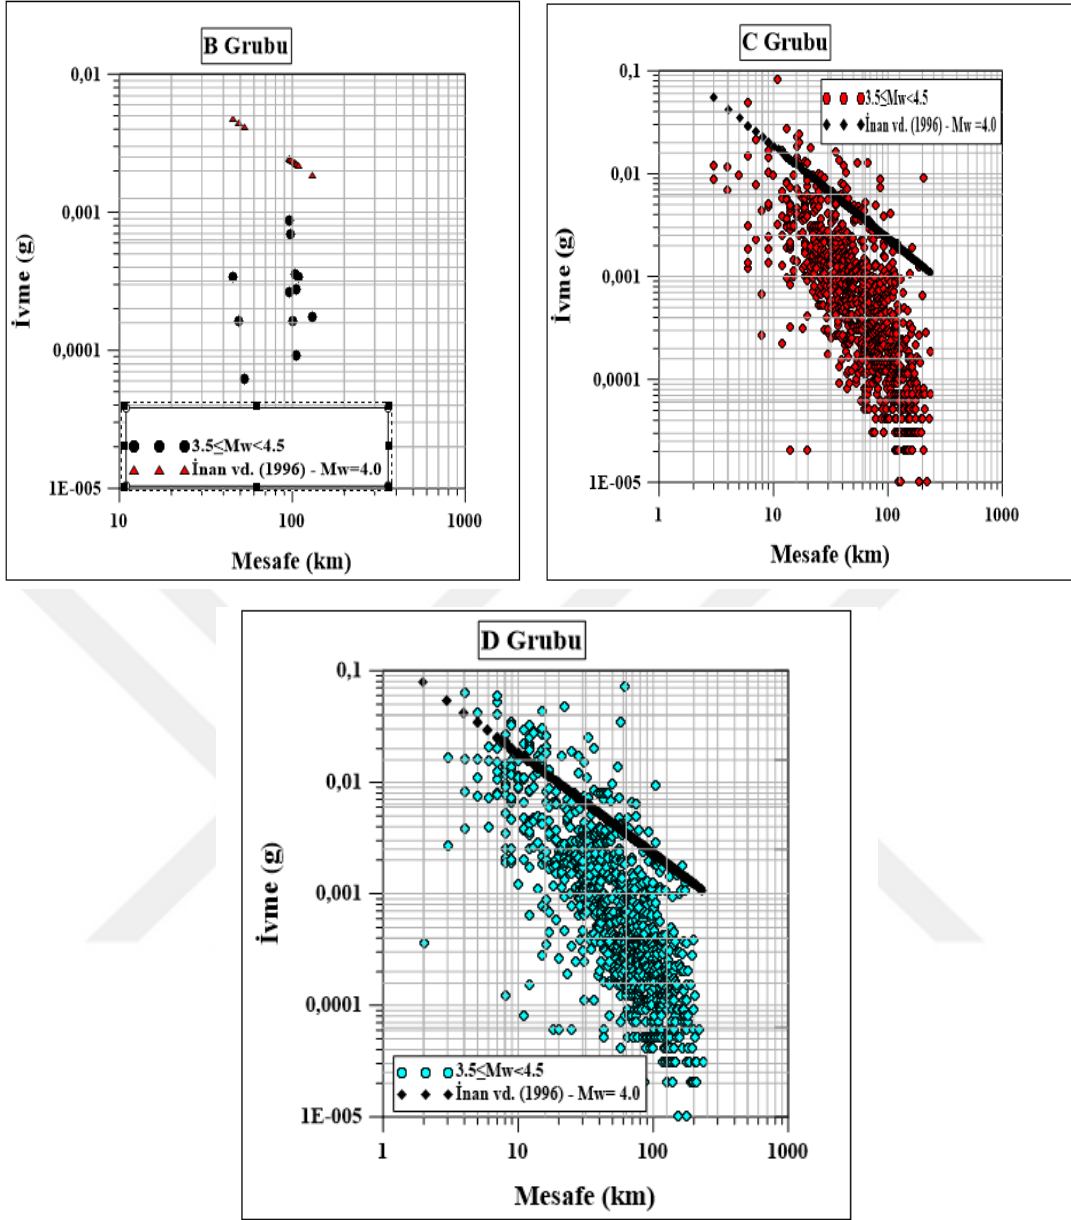 B Grubu
0,01
0,001
0,0001
1E-005
10
100
1000
İvme (g)
Mesafe (km)
3.5≤Mw<4.5
İnan vd. (1996) - Mw=4.0
C Grubu
0,1
0,01
0,001
0,0001
1E-005
1
10
100
1000
İvme (g)
Mesafe (km)
3.5≤Mw<4.5
İnan vd. (1996) - Mw =4.0
D Grubu
0,1
0,01
0,001
0,0001
1E-005
1
10
100
1000
İvme (g)
Mesafe (km)
3.5≤Mw<4.5
İnan vd. (1996) - Mw= 4.0